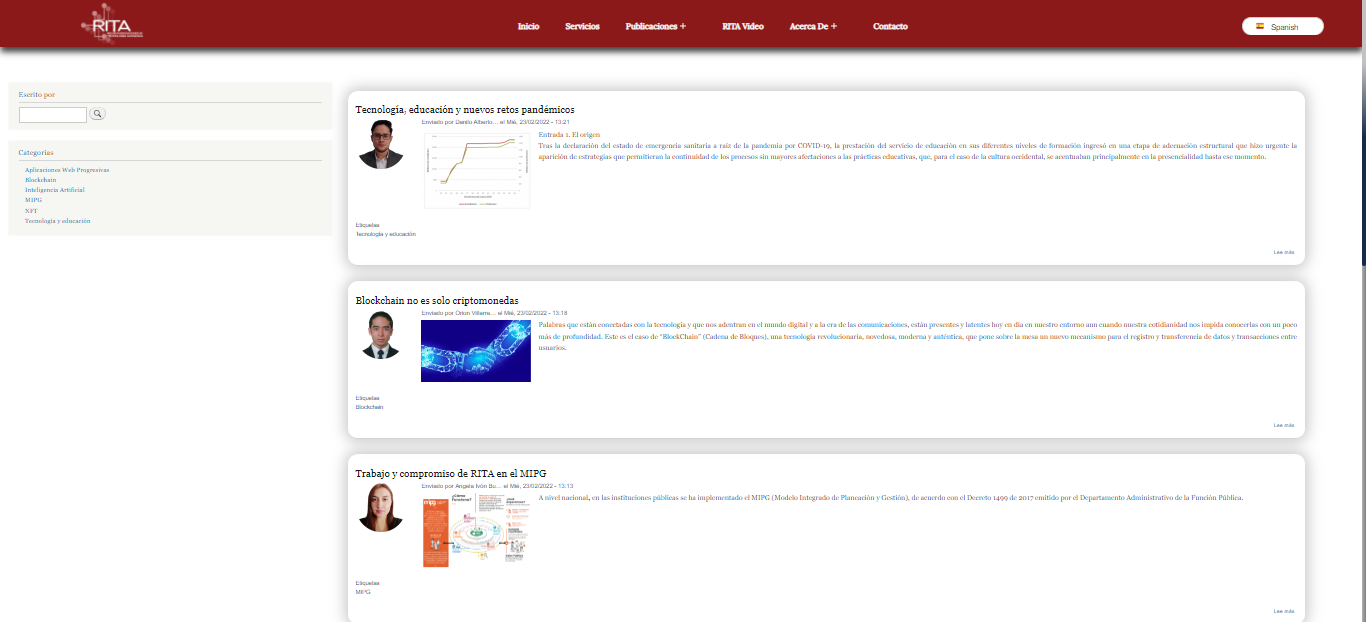 RITA
Inicio
Servicios
Publicaciones +
RITA Video
Acerca De +
Contacto
Spanish
Escrito por
Categorías
Aplicaciones Web Progresivas
Blockchain
Inteligencia Artificial
MIPG
NFT
Tecnología y educación
Tecnología, educación y nuevos retos pandémicos
Enviado por Danilo Alberto... el Mié, 23/02/2022 - 13:21
Entrada 1. El origen
Tras la declaración del estado de emergencia sanitaria a raíz de la pandemia por COVID-19, la prestación del servicio de educación en sus diferentes niveles de formación ingresó en una etapa de adecuación estructural que hizo urgente la
aparición de estrategias que permitieran la continuidad de los procesos sin mayores afectaciones a las prácticas educativas, que, para el caso de la cultura occidental, se acentuaban principalmente en la presencialidad hasta ese momento.
Etiquetas
Tecnología y educación
Lee más
Blockchain no es solo criptomonedas
Enviado por Orion Villarre... el Mié, 23/02/2022 - 13:18
Palabras que están conectadas con la tecnología y que nos adentran en el mundo digital y a la era de las comunicaciones, están presentes y latentes hoy en día en nuestro entorno aun cuando nuestra cotidianidad nos impida conocerlas con un poco
más de profundidad. Este es el caso de “BlockChain” (Cadena de Bloques), una tecnología revolucionaria, novedosa, moderna y auténtica, que pone sobre la mesa un nuevo mecanismo para el registro y transferencia de datos y transacciones entre
usuarios.
Etiquetas
Blockchain
Lee más
Trabajo y compromiso de RITA en el MIPG
Enviado por Angela Ivón Bu... el Mié, 23/02/2022 - 13:13
¿Cómo
Funciona?
mipg
A nivel nacional, en las instituciones públicas se ha implementado el MIPG (Modelo Integrado de Planeación y Gestión), de acuerdo con el Decreto 1499 de 2017 emitido por el Departamento Administrativo de la Función Pública.
Etiquetas
MIPG
Lee más